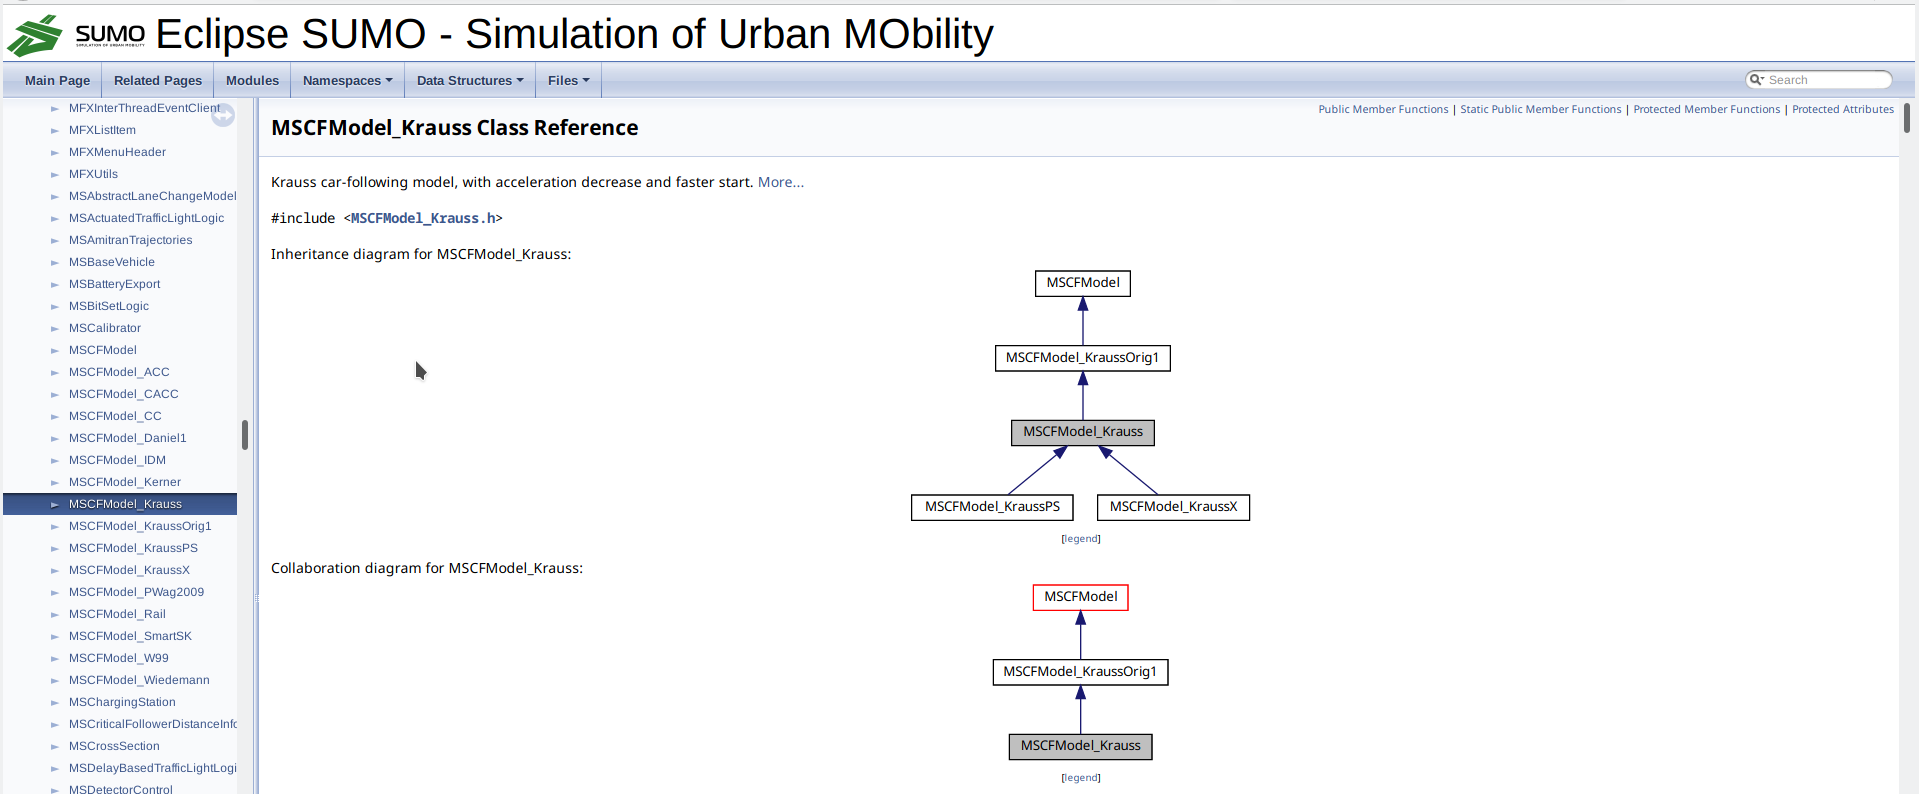 SUMO
SIMULATION OF URBAN MOBILITY
Eclipse SUMO - Simulation of Urban MObility
Main Page Related Pages Modules Namespaces Data Structures Files Search
MFXInterThreadEventClient
MFXListItem
MFXMenuHeader
MFXUtils
MSAbstractLaneChangeModel
MSActuatedTrafficLightLogic
MSAmitranTrajectories
MSBaseVehicle
MSBatteryExport
MSBitSetLogic
MSCalibrator
MSCFModel
MSCFModel_ACC
MSCFModel_CACC
MSCFModel_CC
MSCFModel_Daniel1
MSCFModel_IDM
MSCFModel_Kerner
MSCFModel_Krauss
MSCFModel_KraussOrig1
MSCFModel_KraussPS
MSCFModel_KraussX
MSCFModel_PWag2009
MSCFModel_Rail
MSCFModel_SmartSK
MSCFModel_W99
MSCFModel_Wiedemann
MSChargingStation
MSCriticalFollowerDistanceInfo
MSCrossSection
MSDelayBasedTrafficLightLogi
MSDetectorControl
Public Member Functions | Static Public Member Functions | Protected Member Functions | Protected Attributes
MSCFModel_Krauss Class Reference
Krauss car-following model, with acceleration decrease and faster start. More...
#include <MSCFModel_Krauss.h>
Inheritance diagram for MSCFModel_Krauss:
MSCFModel
MSCFModel_KraussOrig1
MSCFModel_Krauss
MSCFModel_KraussPS MSCFModel_KraussX
[legend]
Collaboration diagram for MSCFModel_Krauss:
MSCFModel
MSCFModel_KraussOrig1
MSCFModel_Krauss
[legend]